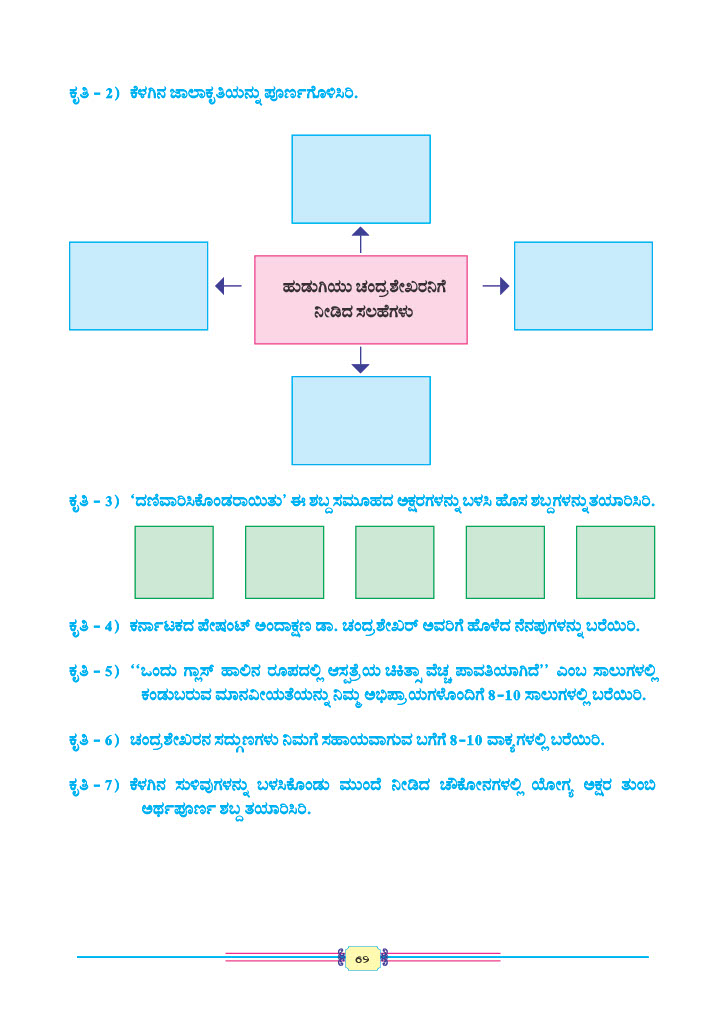 ಕೃತಿ - 2) ಕೆಳಗಿನ ಜಾಲಾಕೃತಿಯನ್ನು ಪೂರ್ಣಗೊಳಿಸಿರಿ.
ಹುಡುಗಿಯು ಚಂದ್ರಶೇಖರನಿಗೆ
ನೀಡಿದ ಸಲಹೆಗಳು
ಕೃತಿ - 3) ‘ದಣಿವಾರಿಸಿಕೊಂಡರಾಯಿತು’ ಈ ಶಬ್ದ ಸಮೂಹದ ಅಕ್ಷರಗಳನ್ನು ಬಳಸಿ ಹೊಸ ಶಬ್ದಗಳನ್ನು ತಯಾರಿಸಿರಿ.
ಕೃತಿ - 4) ಕರ್ನಾಟಕದ ಪೇಷಂಟ್ ಅಂದಾಕ್ಷಣ ಡಾ. ಚಂದ್ರಶೇಖರ್ ಅವರಿಗೆ ಹೊಳೆದ ನೆನಪುಗಳನ್ನು ಬರೆಯಿರಿ.
ಕೃತಿ - 5) ‘‘ಒಂದು ಗ್ಲಾಸ್ ಹಾಲಿನ ರೂಪದಲ್ಲಿ ಆಸ್ಪತ್ರೆಯ ಚಿಕಿತ್ಸಾ ವೆಚ್ಚ ಪಾವತಿಯಾಗಿದೆ’’ ಎಂಬ ಸಾಲುಗಳಲ್ಲಿ
ಕಂಡುಬರುವ ಮಾನವೀಯತೆಯನ್ನು ನಿಮ್ಮ ಅಭಿಪ್ರಾಯಗಳೊಂದಿಗೆ 8-10 ಸಾಲುಗಳಲ್ಲಿ ಬರೆಯಿರಿ.
ಕೃತಿ - 6) ಚಂದ್ರಶೇಖರನ ಸದ್ಗುಣಗಳು ನಿಮಗೆ ಸಹಾಯವಾಗುವ ಬಗೆಗೆ 8-10 ವಾಕ್ಯಗಳಲ್ಲಿ ಬರೆಯಿರಿ.
ಕೃತಿ - 7) ಕೆಳಗಿನ ಸುಳಿವುಗಳನ್ನು ಬಳಸಿಕೊಂಡು ಮುಂದೆ ನೀಡಿದ ಚೌಕೋನಗಳಲ್ಲಿ ಯೋಗ್ಯ ಅಕ್ಷರ ತುಂಬಿ
ಅರ್ಥಪೂರ್ಣ ಶಬ್ದ ತಯಾರಿಸಿರಿ.